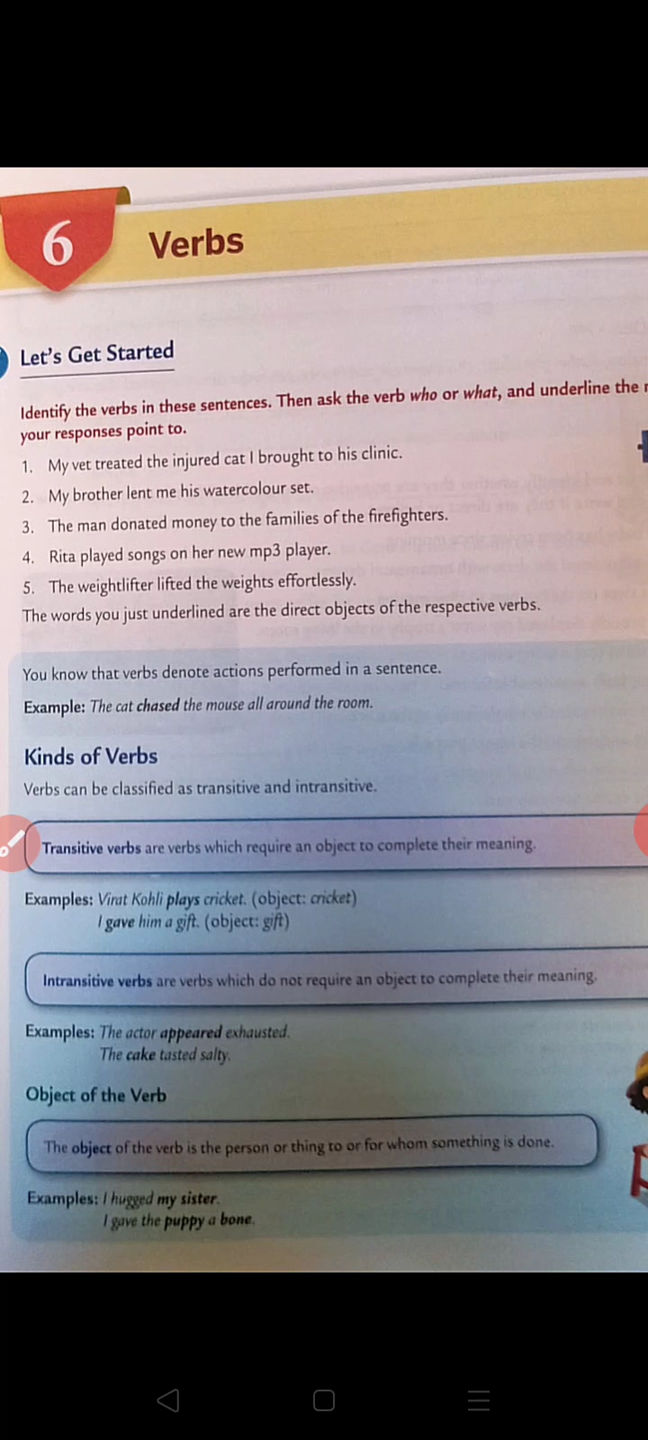 6 Verbs
Let's Get Started
Identify the verbs in these sentences. Then ask the verb who or what, and underline the
your responses point to.
1. My vet treated the injured cat I brought to his clinic.
2. My brother lent me his watercolour set.
3. The man donated money to the families of the firefighters.
4. Rita played songs on her new mp3 player.
5. The weightlifter lifted the weights effortlessly.
The words you just underlined are the direct objects of the respective verbs.
You know that verbs denote actions performed in a sentence.
Example: The cat chased the mouse all around the room.
Kinds of Verbs
Verbs can be classified as transitive and intransitive.
Transitive verbs are verbs which require an object to complete their meaning.
Examples: Virat Kohli plays cricket. (object: cricket)
I gave him a gift. (object: gift)
Intransitive verbs are verbs which do not require an object to complete their meaning.
Examples: The actor appeared exhausted.
The cake tasted salty.
Object of the Verb
The object of the verb is the person or thing to or for whom something is done.
Examples: I hugged my sister.
I gave the puppy a bone.